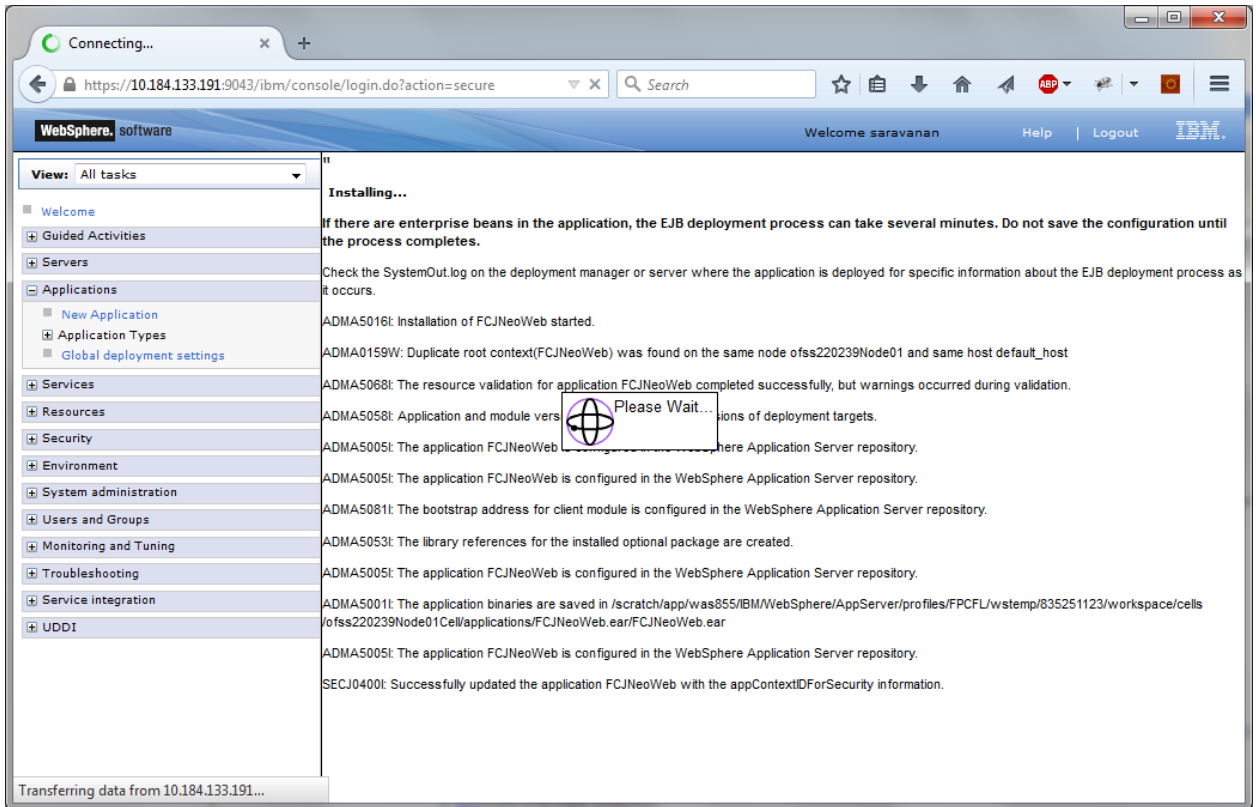 Connecting...
https://10.184.133.191:9043/ibm/console/login.do?action=secure
Search
ABP
WebSphere. software
Welcome saravanan
Help | Logout
IBM.
View: All tasks
Welcome
Guided Activities
Servers
Applications
New Application
Application Types
Global deployment settings
Services
Resources
Security
Environment
System administration
Users and Groups
Monitoring and Tuning
Troubleshooting
Service integration
UDDI
"
Installing...
If there are enterprise beans in the application, the EJB deployment process can take several minutes. Do not save the configuration until
the process completes.
Check the SystemOut.log on the deployment manager or server where the application is deployed for specific information about the EJB deployment process as
it occurs.
ADMA5016I: Installation of FCJNeoWeb started.
ADMA0159W: Duplicate root context(FCJNeoWeb) was found on the same node ofss220239Node01 and same host default_host
ADMA5068I: The resource validation for application FCJNeoWeb completed successfully, but warnings occurred during validation.
Please Wait...
ADMA5058I: Application and module vers sions of deployment targets.
ADMA5005I: The application FCJNeoWeb is configured in the WebSphere Application Server repository.
ADMA5005I: The application FCJNeoWeb is configured in the WebSphere Application Server repository.
ADMA5081I: The bootstrap address for client module is configured in the WebSphere Application Server repository.
ADMA5053I: The library references for the installed optional package are created.
ADMA5005I: The application FCJNeoWeb is configured in the WebSphere Application Server repository.
ADMA5001I: The application binaries are saved in /scratch/app/was855/IBM/WebSphere/AppServer/profiles/FPCFL/wstemp/835251123/workspace/cells
/ofss220239Node01Cell/applications/FCJNeoWeb.ear/FCJNeoWeb.ear
ADMA5005I: The application FCJNeoWeb is configured in the WebSphere Application Server repository.
SECJ0400I: Successfully updated the application FCJNeoWeb with the appContextIDForSecurity information.
Transferring data from 10.184.133.191...